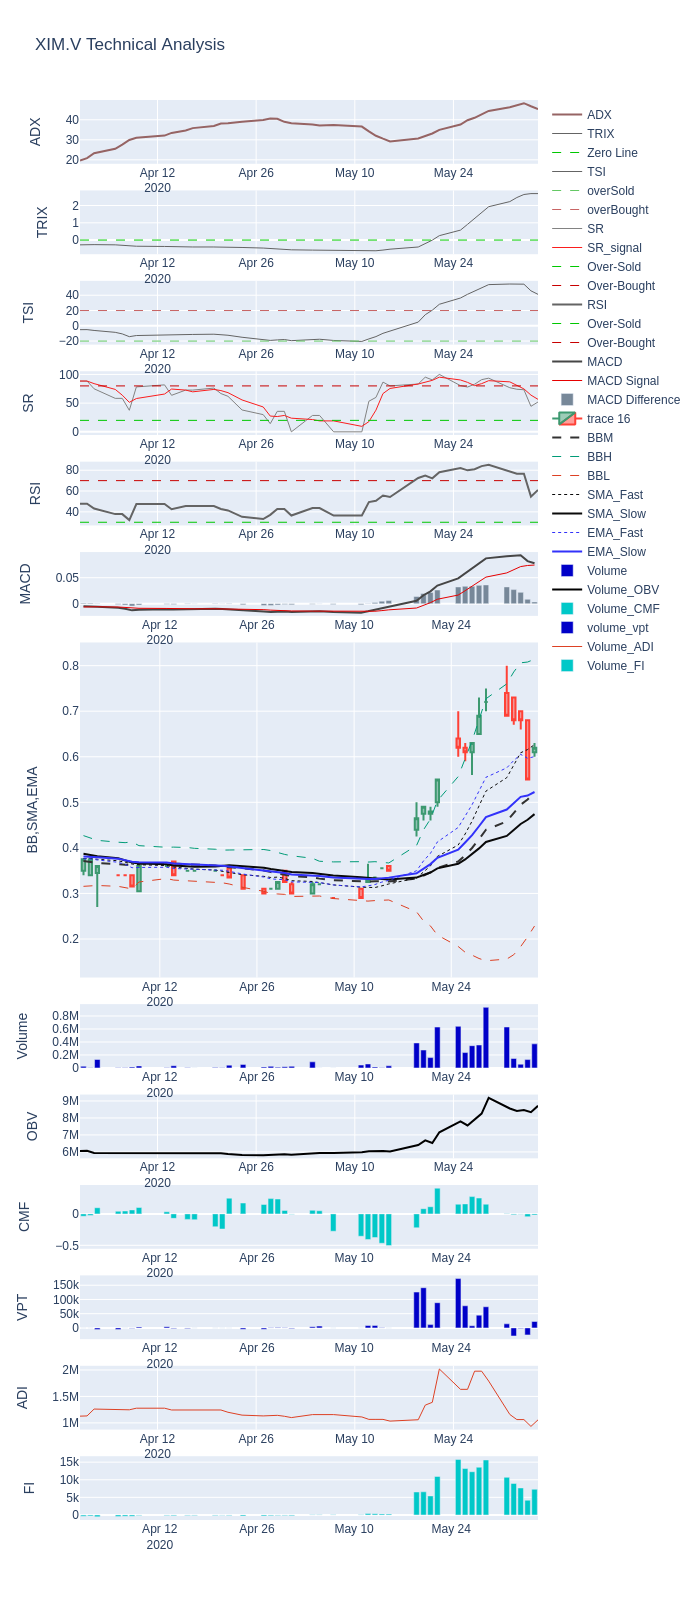 XIM.V Technical Analysis
ADX
40
30
20
Apr 12
2020
Apr 26
May 10
May 24
TRIX
2
1
0
Apr 12
2020
Apr 26
May 10
May 24
TSI
40
20
0
−20
Apr 12
2020
Apr 26
May 10
May 24
SR
100
50
0
Apr 12
2020
Apr 26
May 10
May 24
RSI
80
60
40
Apr 12
2020
Apr 26
May 10
May 24
MACD
0.05
0
Apr 12
2020
Apr 26
May 10
May 24
BB,SMA,EMA
0.8
0.7
0.6
0.5
0.4
0.3
0.2
Apr 12
2020
Apr 26
May 10
May 24
Volume
0.8M
0.6M
0.4M
0.2M
0
Apr 12
2020
Apr 26
May 10
May 24
OBV
9M
8M
7M
6M
Apr 12
2020
Apr 26
May 10
May 24
CMF
0
−0.5
Apr 12
2020
Apr 26
May 10
May 24
VPT
150k
100k
50k
0
Apr 12
2020
Apr 26
May 10
May 24
ADI
2M
1.5M
1M
Apr 12
2020
Apr 26
May 10
May 24
FI
15k
10k
5k
0
Apr 12
2020
Apr 26
May 10
May 24
ADX
TRIX
Zero Line
TSI
overSold
overBought
SR
SR_signal
Over-Sold
Over-Bought
RSI
Over-Sold
Over-Bought
MACD
MACD Signal
MACD Difference
trace 16
BBM
BBH
BBL
SMA_Fast
SMA_Slow
EMA_Fast
EMA_Slow
Volume
Volume_OBV
Volume_CMF
volume_vpt
Volume_ADI
Volume_FI